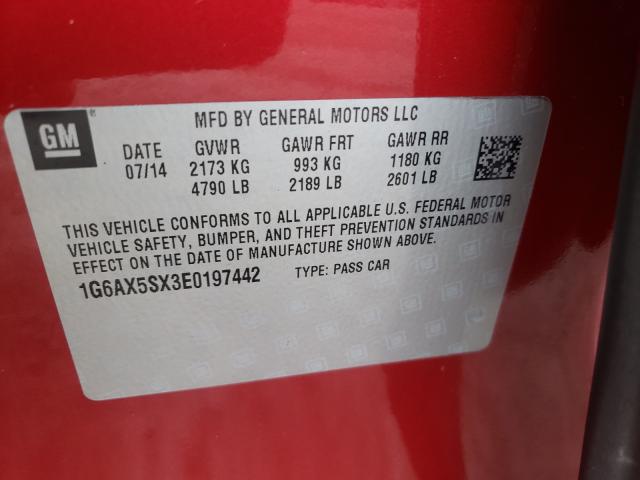 GM ®
MFD BY GENERAL MOTORS LLC
DATE GVWR GAWR FRT GAWR RR
07/14 2173 KG 993 KG 1180 KG
4790 LB 2189 LB 2601 LB
THIS VEHICLE CONFORMS TO ALL APPLICABLE U.S. FEDERAL MOTOR
VEHICLE SAFETY, BUMPER, AND THEFT PREVENTION STANDARDS IN
EFFECT ON THE DATE OF MANUFACTURE SHOWN ABOVE.
1G6AX5SX3E0197442 TYPE: PASS CAR